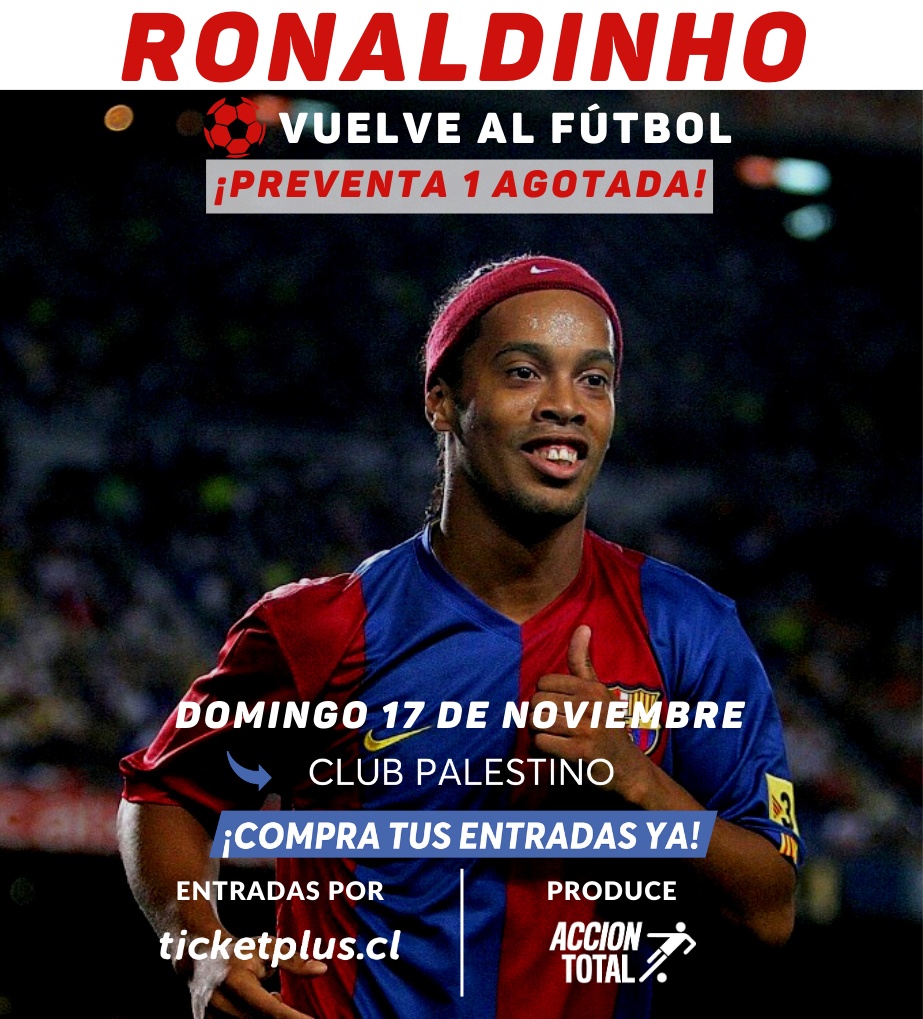 RONALDINHO
VUELVE AL FÚTBOL
¡PREVENTA 1 AGOTADA!
DOMINGO 17 DE NOVIEMBRE
CLUB PALESTINO
¡COMPRA TUS ENTRADAS YA!
ENTRADAS POR
ticketplus.cl
PRODUCE
ACCION
TOTAL
3